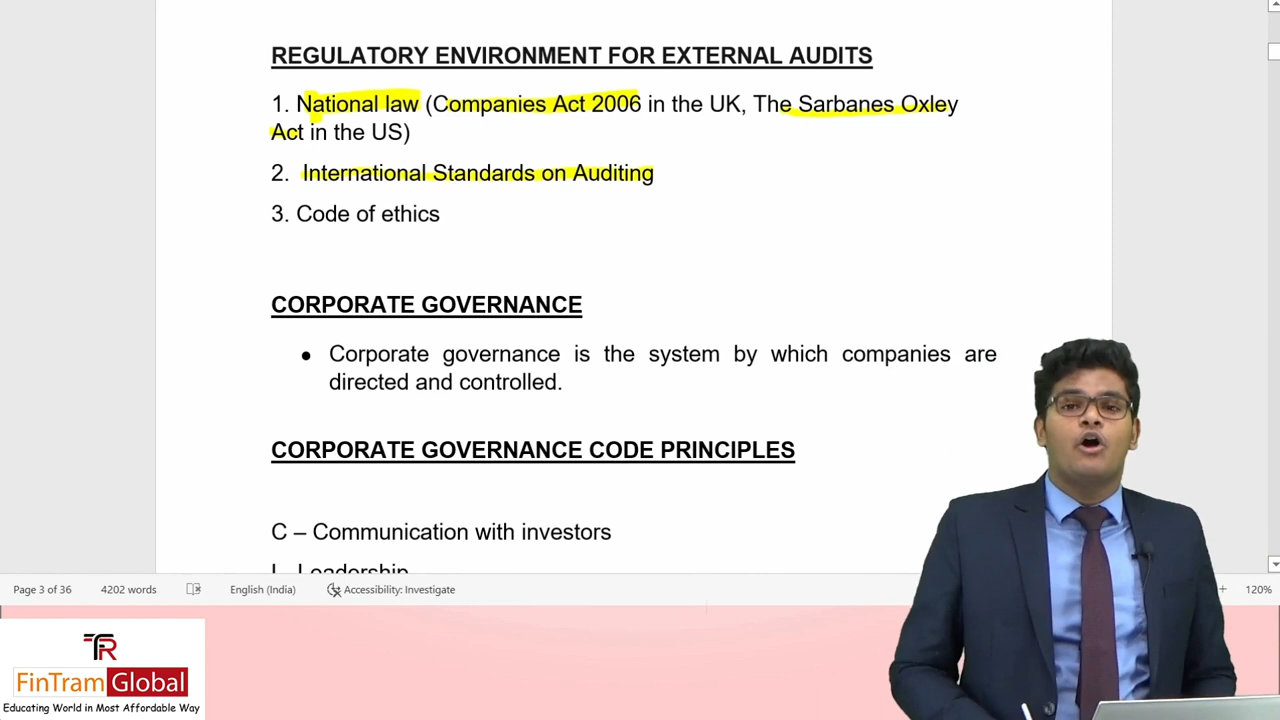 REGULATORY ENVIRONMENT FOR EXTERNAL AUDITS
1. National law (Companies Act 2006 in the UK, The Sarbanes Oxley
Act in the US)
2. International Standards on Auditing
3. Code of ethics
CORPORATE GOVERNANCE
• Corporate governance is the system by which companies are
directed and controlled.
CORPORATE GOVERNANCE CODE PRINCIPLES
C – Communication with investors
L – Leadership
Page 3 of 36 4202 words English (India) Accessibility: Investigate + 120%
TR
FinTram Global
Educating World in Most Affordable Way